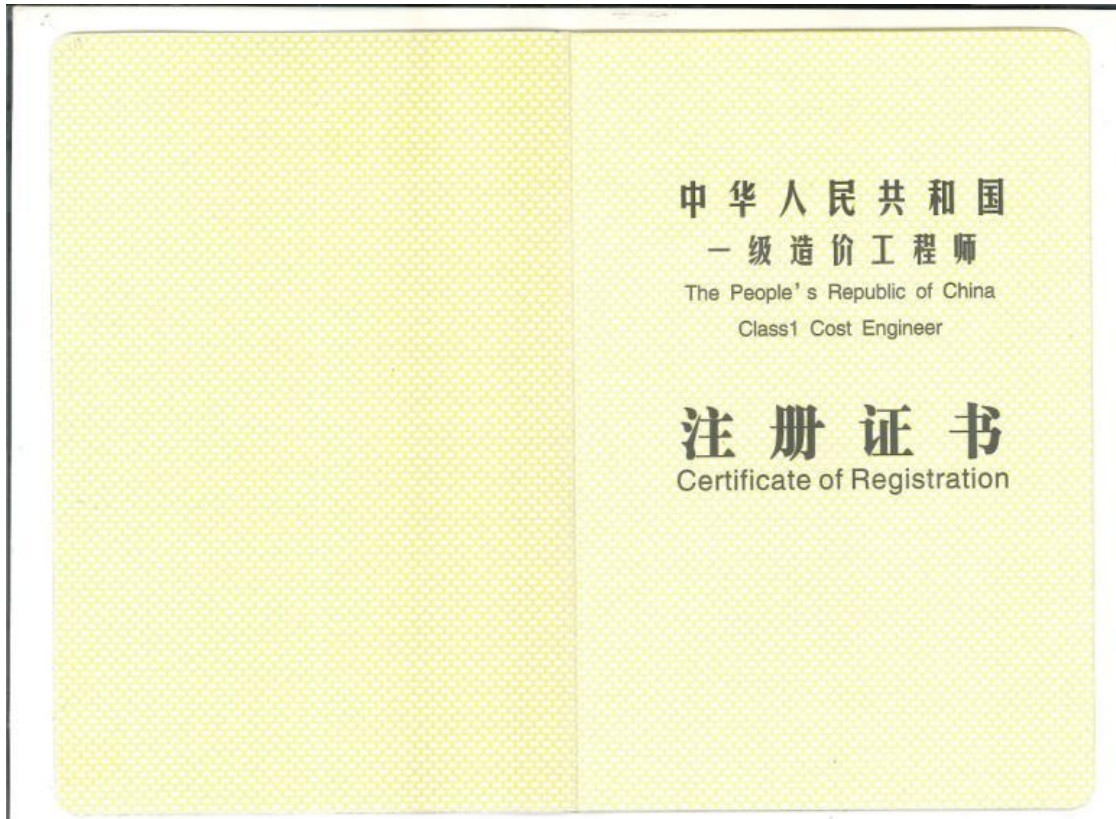 中华人民共和国
一级造价工程师
The People's Republic of China
Class1 Cost Engineer
注册证书
Certificate of Registration